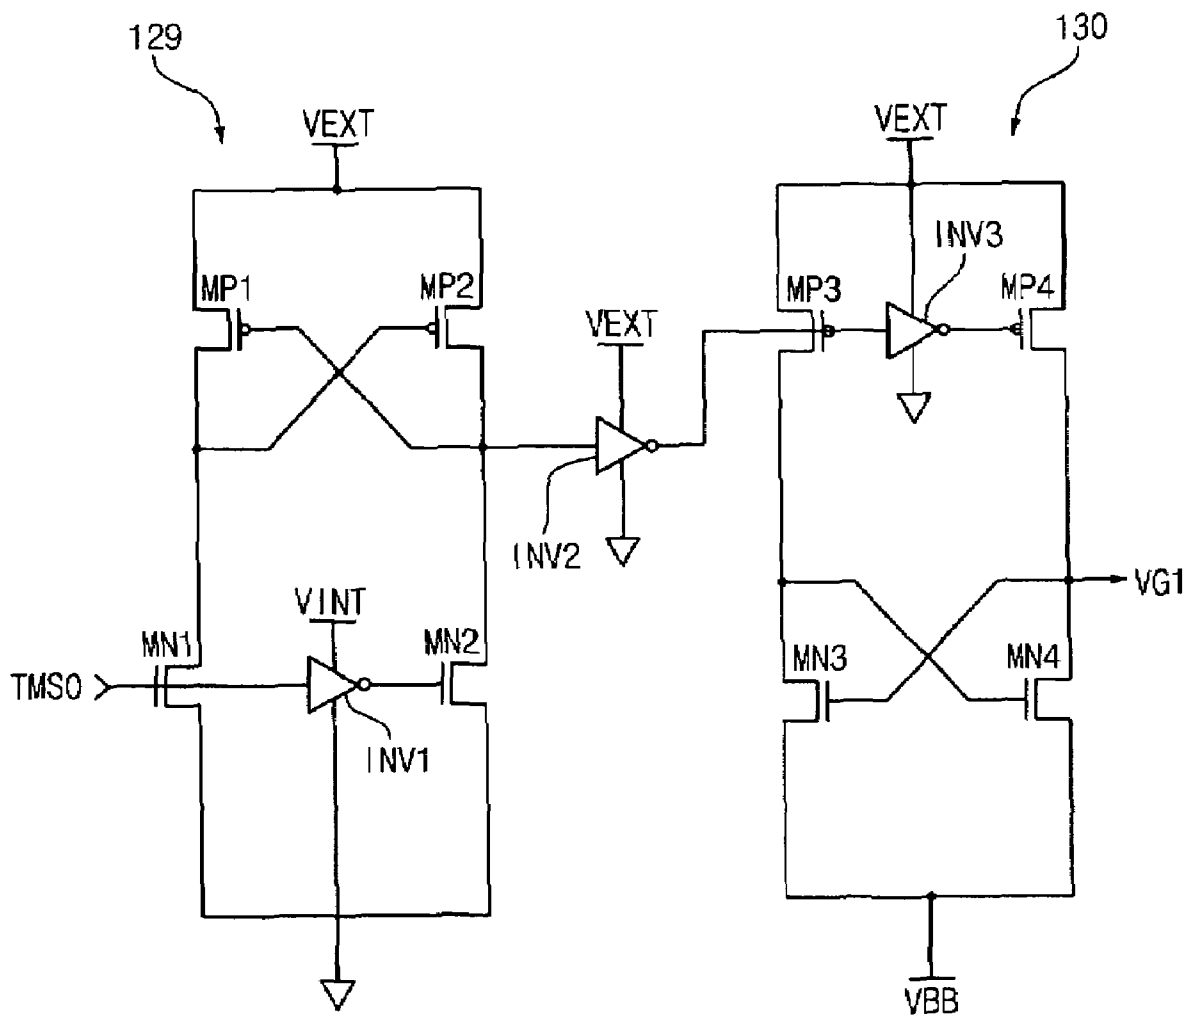 129
130
VEXT
VEXT
INV3
MP1
MP2
MP3
MP4
VEXT
INV2
VINT
VG1
MN1
MN2
MN3
MN4
TMS0
INV1
VBB